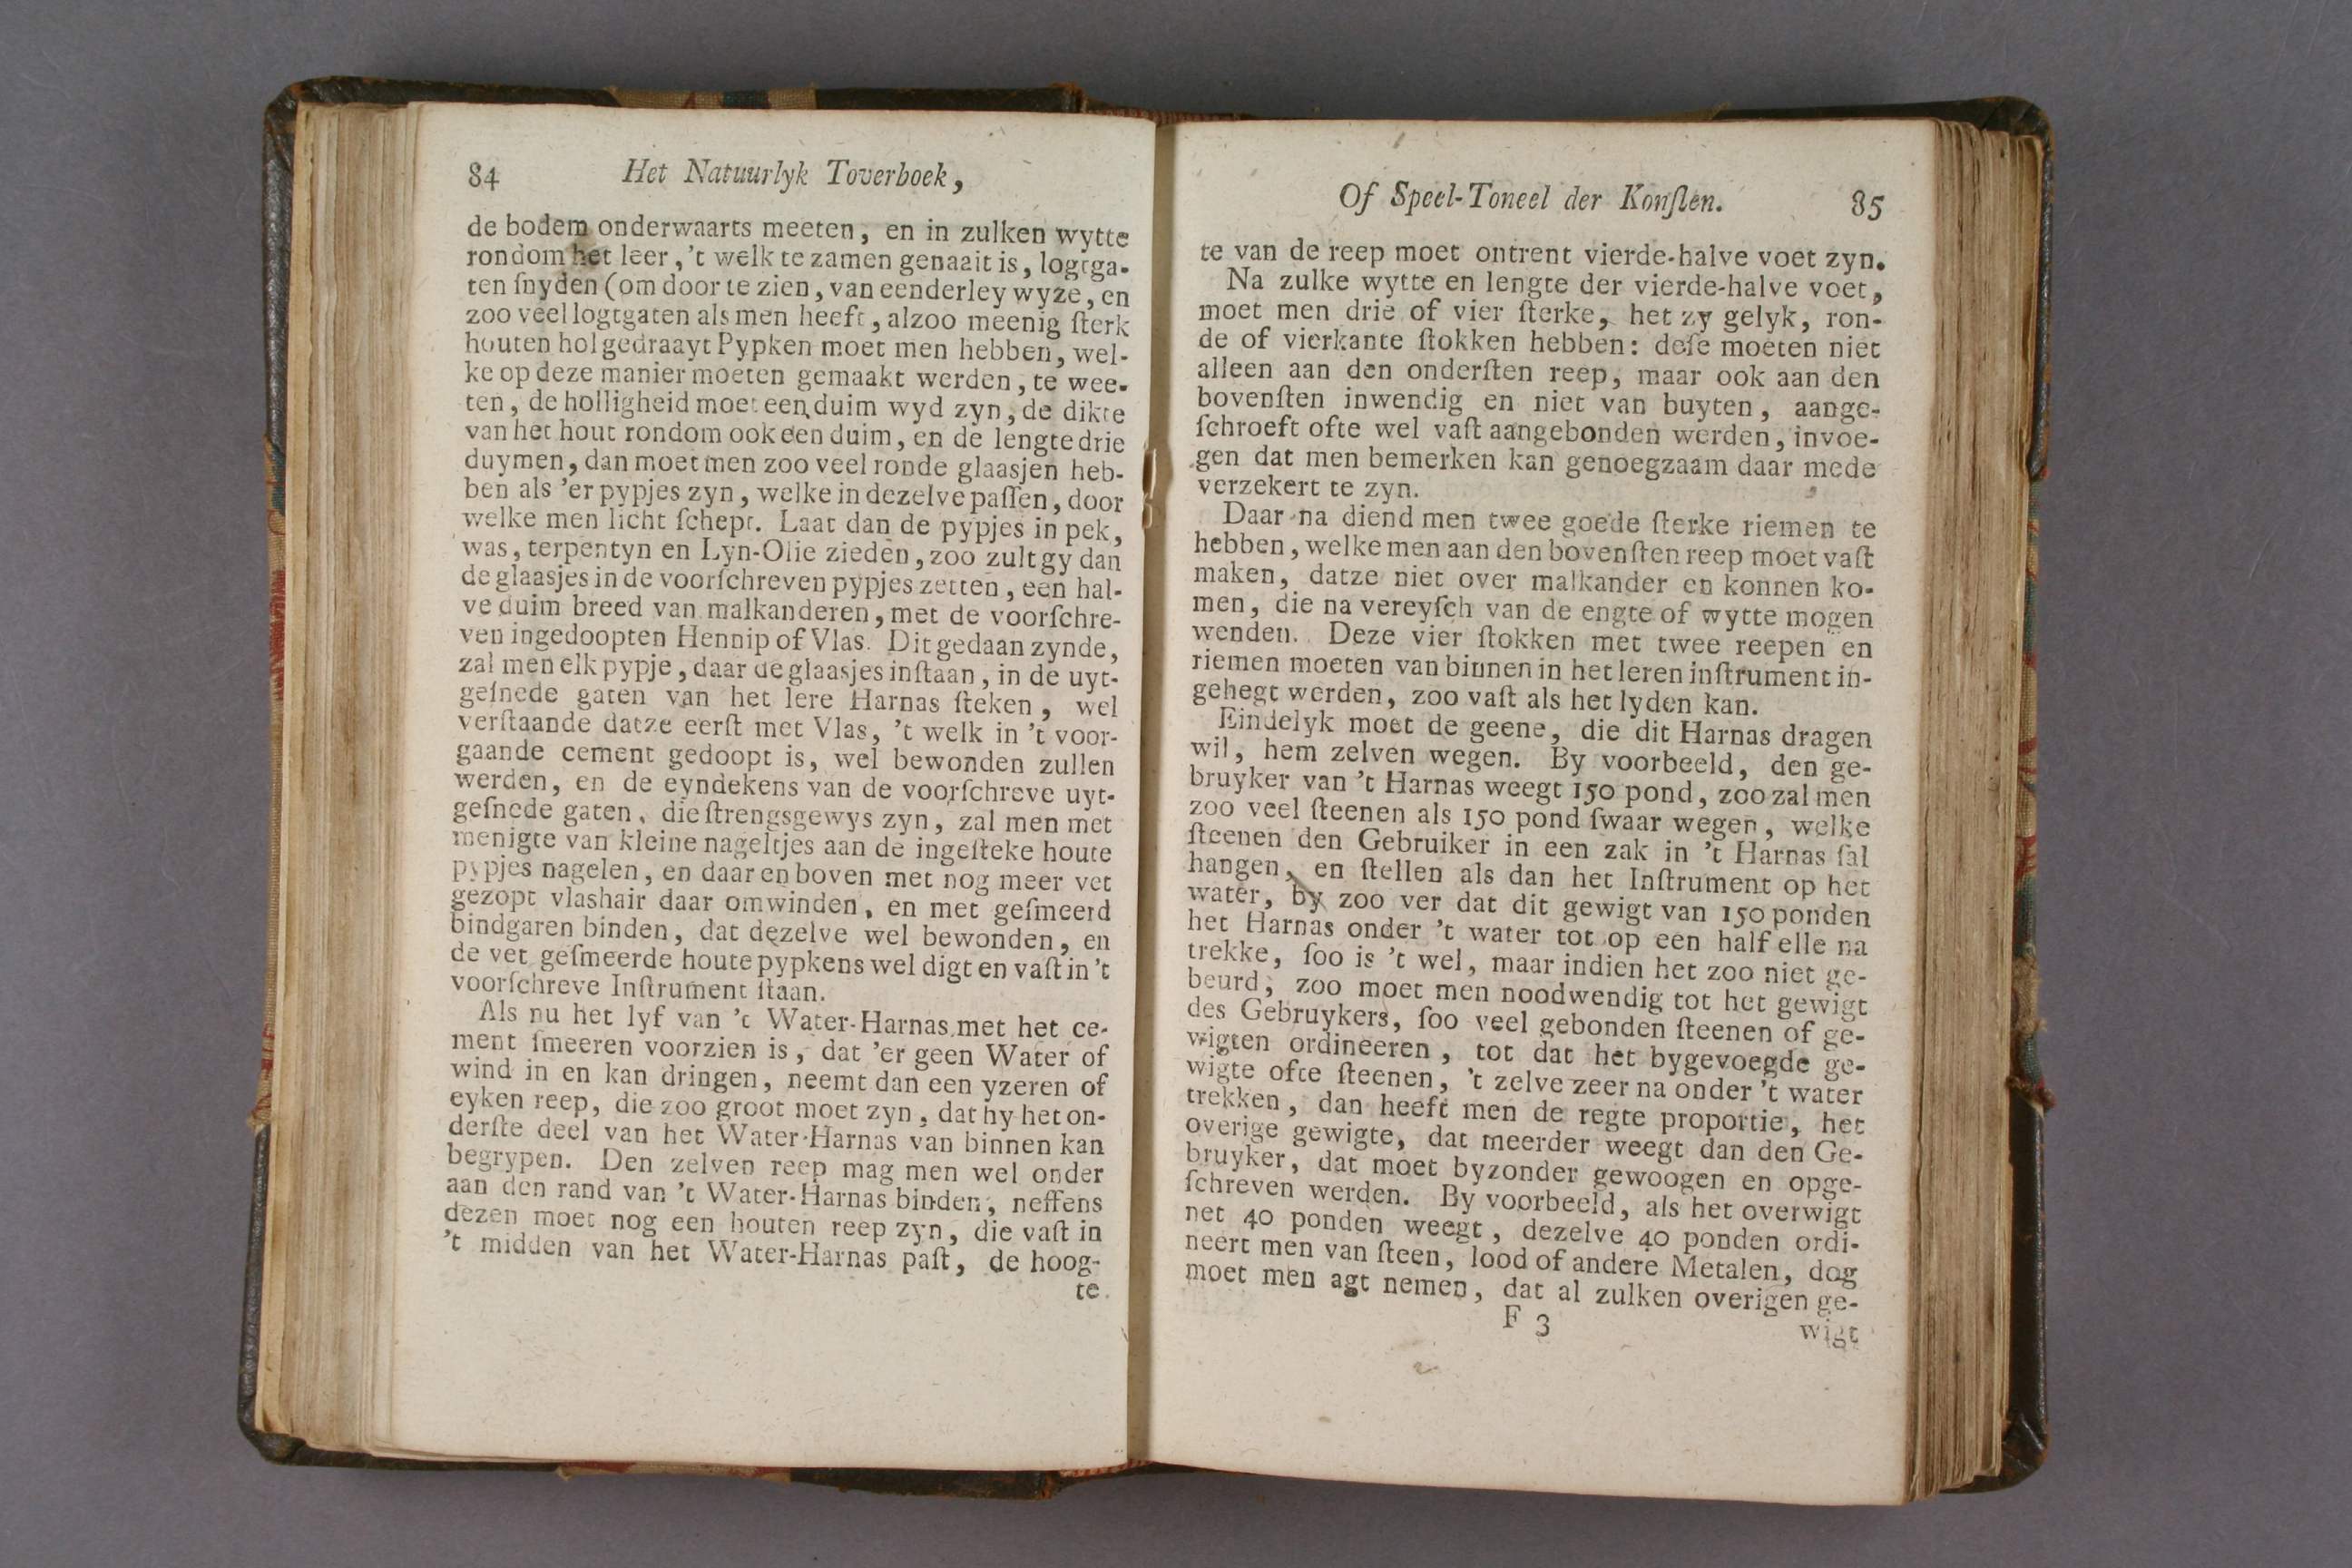 84 Het Natuurlyk Toverboek,
de bodem onderwaarts meeten, en in zulken wytte
rondom het leer, 't welk te zamen genaait is, logtga-
ten ſnyden (om door te zien, van eenderley wyze, en
zoo veel logtgaten als men heeft, alzoo meenig ſterk
houten hol gedraayt Pypken moet men hebben, wel-
ke op deze manier moeten gemaakt werden, te wee-
ten, de holligheid moet een duim wyd zyn, de dikte
van het hout rondom ook een duim, en de lengte drie
duymen, dan moet men zoo veel ronde glaasjen heb-
ben als 'er pypjes zyn, welke in dezelve paſſen, door
welke men licht ſchept. Laat dan de pypjes in pek,
was, terpentyn en Lyn-Olie zieden, zoo zult gy dan
de glaasjes in de voorſchreven pypjes zetten, een hal-
ve duim breed van malkanderen, met de voorſchre-
ven ingedoopten Hennip of Vlas. Dit gedaan zynde,
zal men elk pypje, daar de glaasjes inſtaan, in de uyt-
geſnede gaten van het lere Harnas ſteken, wel
verſtaande datze eerſt met Vlas, 't welk in 't voor-
gaande cement gedoopt is, wel bewonden zullen
werden, en de eyndekens van de voorſchreve uyt-
geſnede gaten, die ſtrengsgewys zyn, zal men met
menigte van kleine nageltjes aan de ingeſteke houte
pypjes nagelen, en daar en boven met nog meer vet
gezopt vlashair daar omwinden, en met geſmeerd
bindgaren binden, dat dezelve wel bewonden, en
de vet geſmeerde houte pypkens wel digt en vaſt in 't
voorſchreve Inſtrument ſtaan.
Als nu het lyf van 't Water-Harnas met het ce-
ment ſmeeren voorzien is, dat 'er geen Water of
wind in en kan dringen, neemt dan een yzeren of
eyken reep, die zoo groot moet zyn, dat hy het on-
derſte deel van het Water-Harnas van binnen kan
begrypen. Den zelven reep mag men wel onder
aan den rand van 't Water-Harnas binden, neffens
dezen moet nog een houten reep zyn, die vaſt in
't midden van het Water-Harnas paſt, de hoog-
te
Of Speel-Toneel der Konſten. 85
te van de reep moet ontrent vierde-halve voet zyn.
Na zulke wytte en lengte der vierde-halve voet,
moet men drie of vier ſterke, het zy gelyk, ron-
de of vierkante ſtokken hebben: deſe moeten niet
alleen aan den onderſten reep, maar ook aan den
bovenſten inwendig en niet van buyten, aange-
ſchroeft ofte wel vaſt aangebonden werden, invoe-
gen dat men bemerken kan genoegzaam daar mede
verzekert te zyn.
Daar na diend men twee goede ſterke riemen te
hebben, welke men aan den bovenſten reep moet vaſt
maken, datze niet over malkander en konnen ko-
men, die na vereyſch van de engte of wytte mogen
wenden. Deze vier ſtokken met twee reepen en
riemen moeten van binnen in het leren inſtrument in-
gehegt werden, zoo vaſt als het lyden kan.
Eindelyk moet de geene, die dit Harnas dragen
wil, hem zelven wegen. By voorbeeld, den ge-
bruyker van 't Harnas weegt 150 pond, zoo zal men
zoo veel ſteenen als 150 pond ſwaar wegen, welke
ſteenen den Gebruiker in een zak in 't Harnas ſal
hangen, en ſtellen als dan het Inſtrument op het
water, by zoo ver dat dit gewigt van 150 ponden
het Harnas onder 't water tot op een half elle na
trekke, ſoo is 't wel, maar indien het zoo niet ge-
beurd, zoo moet men noodwendig tot het gewigt
des Gebruykers, ſoo veel gebonden ſteenen of ge-
wigten ordineeren, tot dat het bygevoegde ge-
wigte ofte ſteenen, 't zelve zeer na onder 't water
trekken, dan heeft men de regte proportie, het
overige gewigte, dat meerder weegt dan den Ge-
bruyker, dat moet byzonder gewoogen en opge-
ſchreven werden. By voorbeeld, als het overwigt
net 40 ponden weegt, dezelve 40 ponden ordi-
neert men van ſteen, lood of andere Metalen, dog
moet men agt nemen, dat al zulken overigen ge-
F 3 wigt